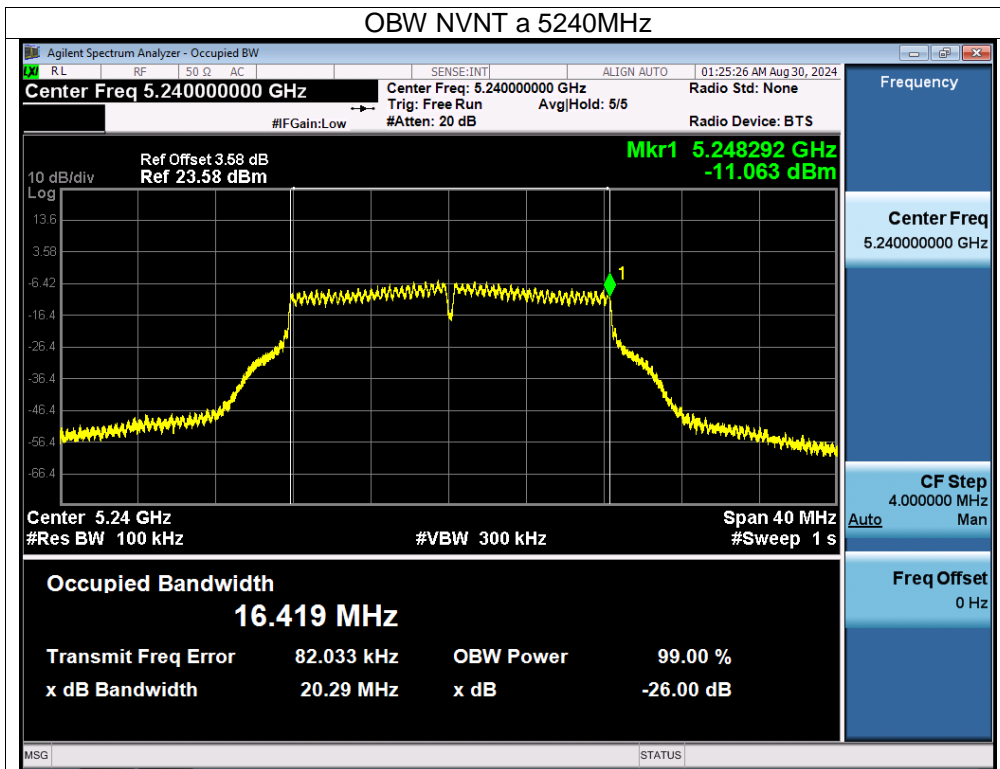 OBW NVNT a 5240MHz
Agilent Spectrum Analyzer - Occupied BW
LXI RL RF 50 Ω AC SENSE:INT ALIGN AUTO 01:25:26 AM Aug 30, 2024
Center Freq 5.240000000 GHz
Center Freq: 5.240000000 GHz Radio Std: None
Trig: Free Run Avg|Hold: 5/5
#IFGain:Low #Atten: 20 dB Radio Device: BTS
Mkr1 5.248292 GHz
-11.063 dBm
Ref Offset 3.58 dB
10 dB/div Ref 23.58 dBm
Log
13.6
3.58
-6.42
-16.4
-26.4
-36.4
-46.4
-56.4
-66.4
1
Center 5.24 GHz Span 40 MHz
#Res BW 100 kHz #VBW 300 kHz #Sweep 1 s
Occupied Bandwidth
16.419 MHz
Transmit Freq Error 82.033 kHz OBW Power 99.00 %
x dB Bandwidth 20.29 MHz x dB -26.00 dB
MSG STATUS
Frequency
Center Freq
5.240000000 GHz
CF Step
4.000000 MHz
Auto Man
Freq Offset
0 Hz